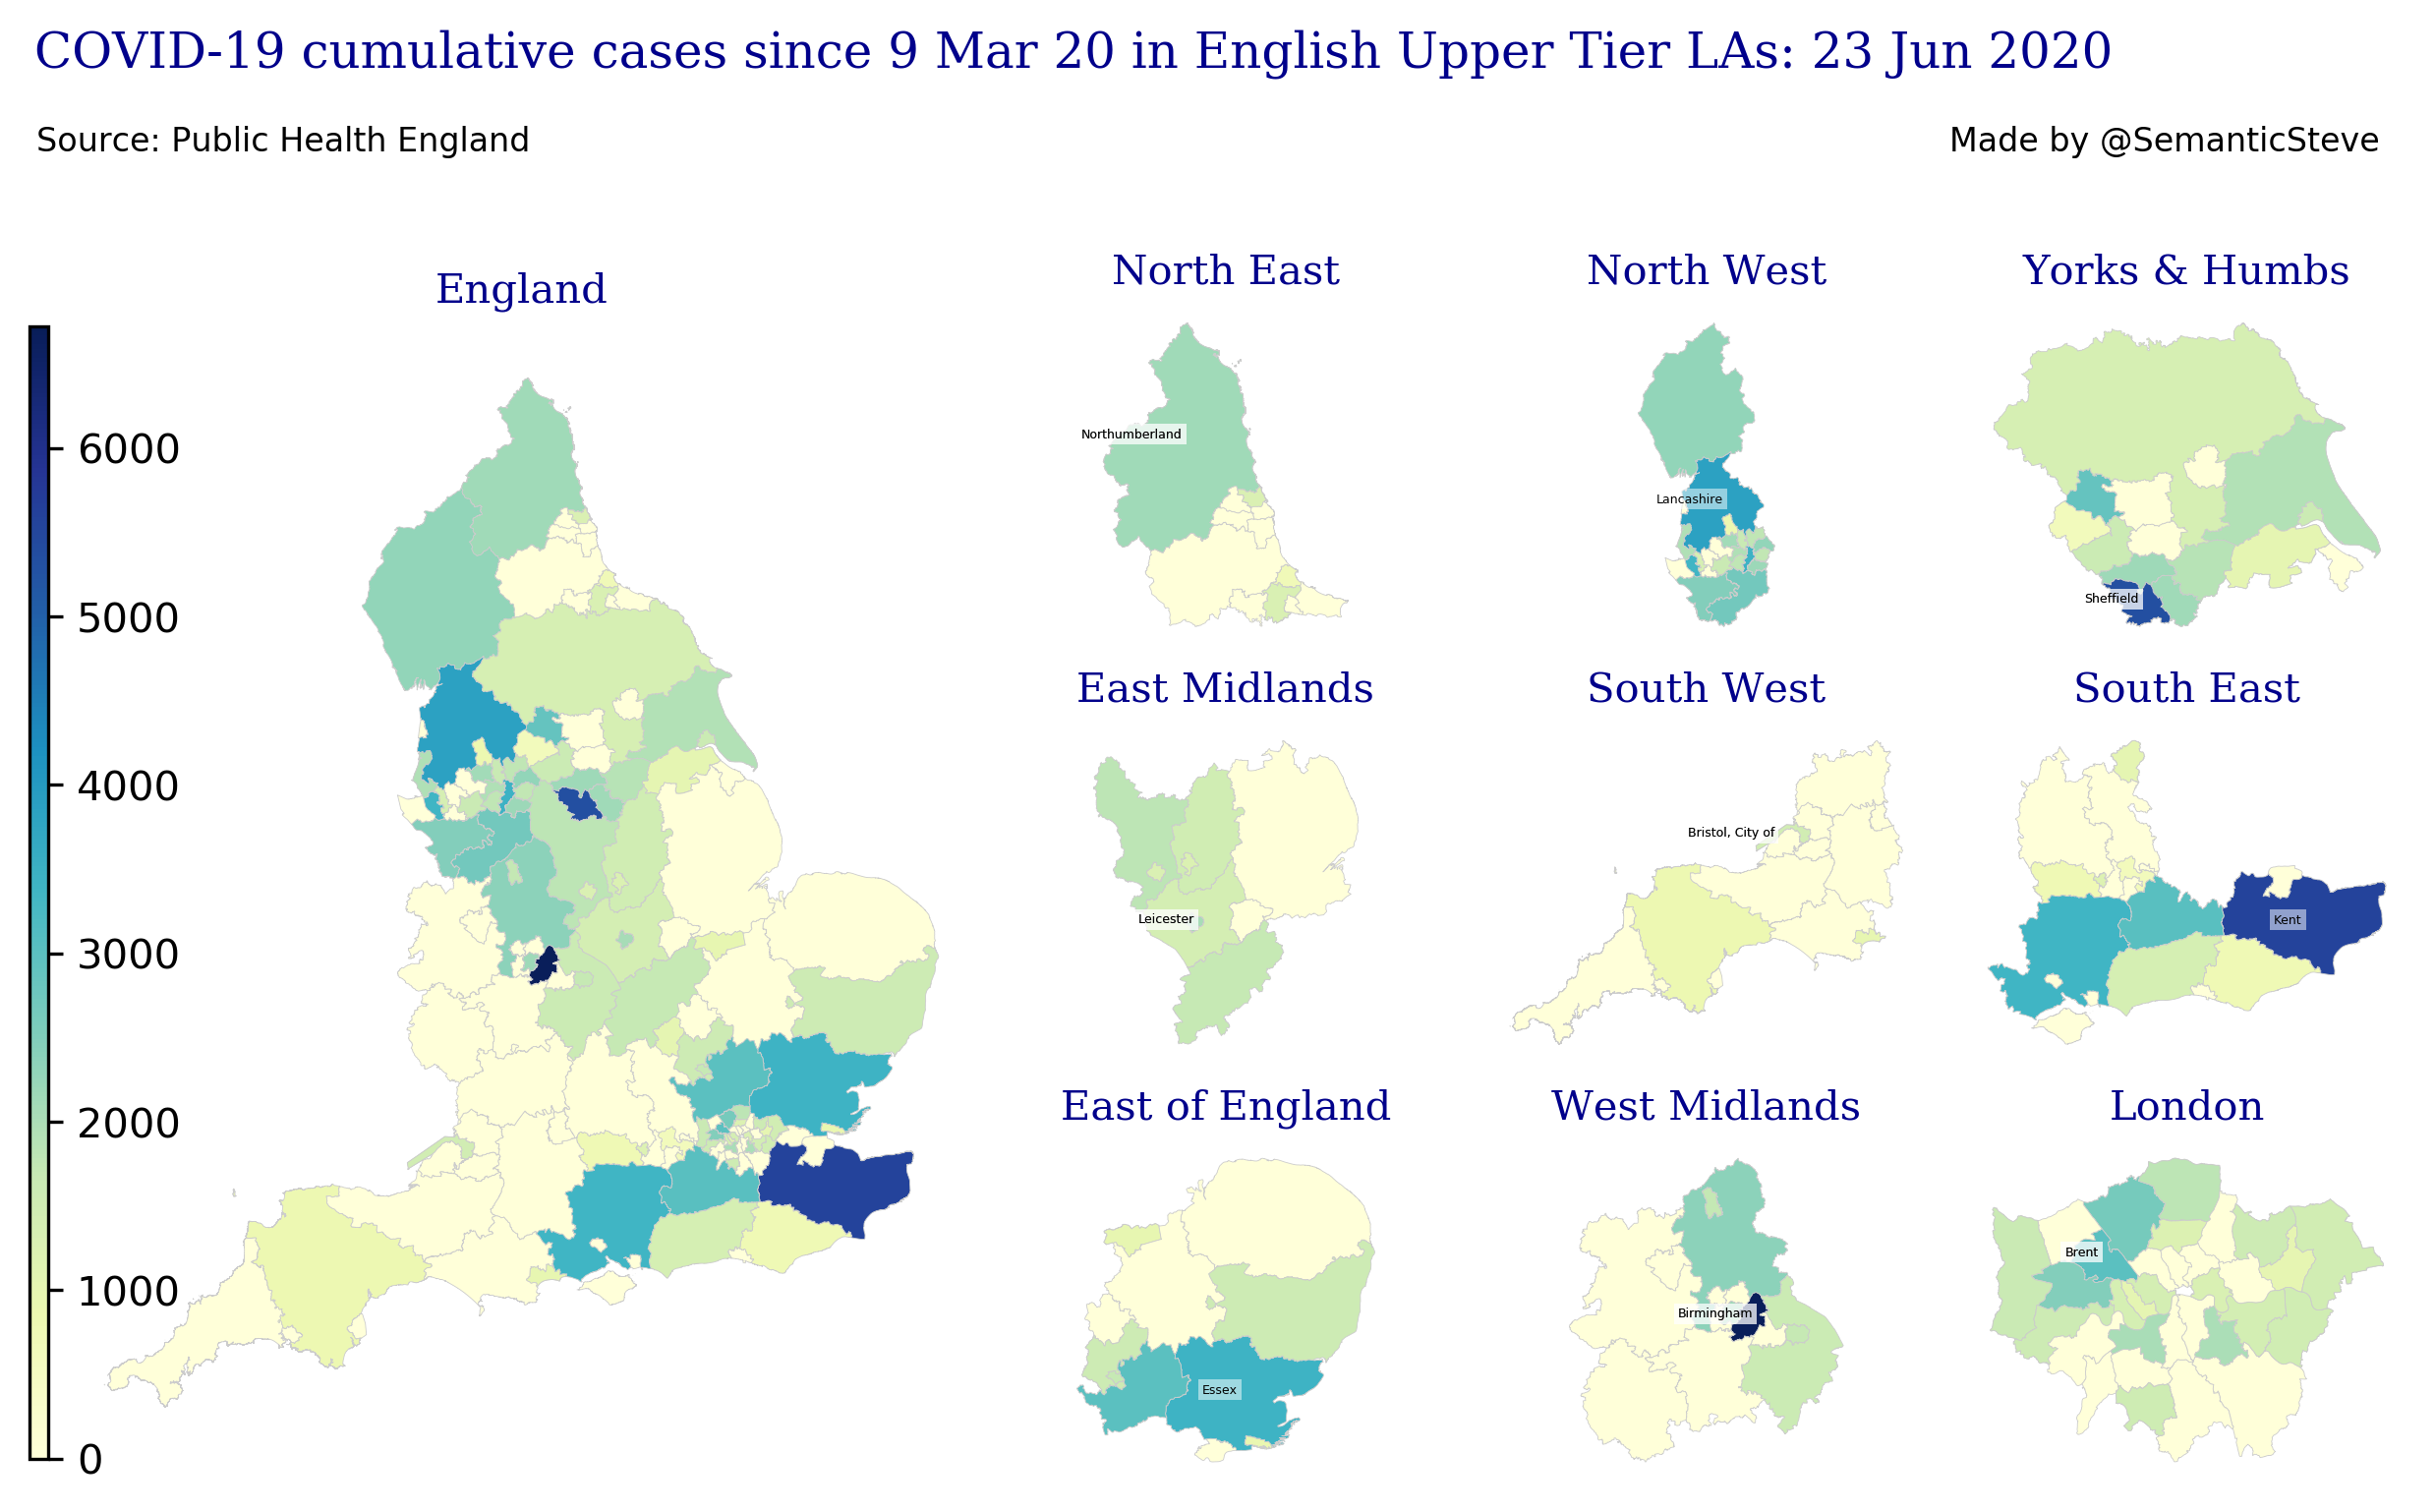 COVID-19 cumulative cases since 9 Mar 20 in English Upper Tier LAs: 23 Jun 2020
Source: Public Health England
Made by @SemanticSteve
England
6000
5000
4000
3000
2000
1000
0
North East
Northumberland
North West
Lancashire
Yorks & Humbs
Sheffield
East Midlands
Leicester
South West
Bristol, City of
South East
Kent
East of England
Essex
West Midlands
Birmingham
London
Brent